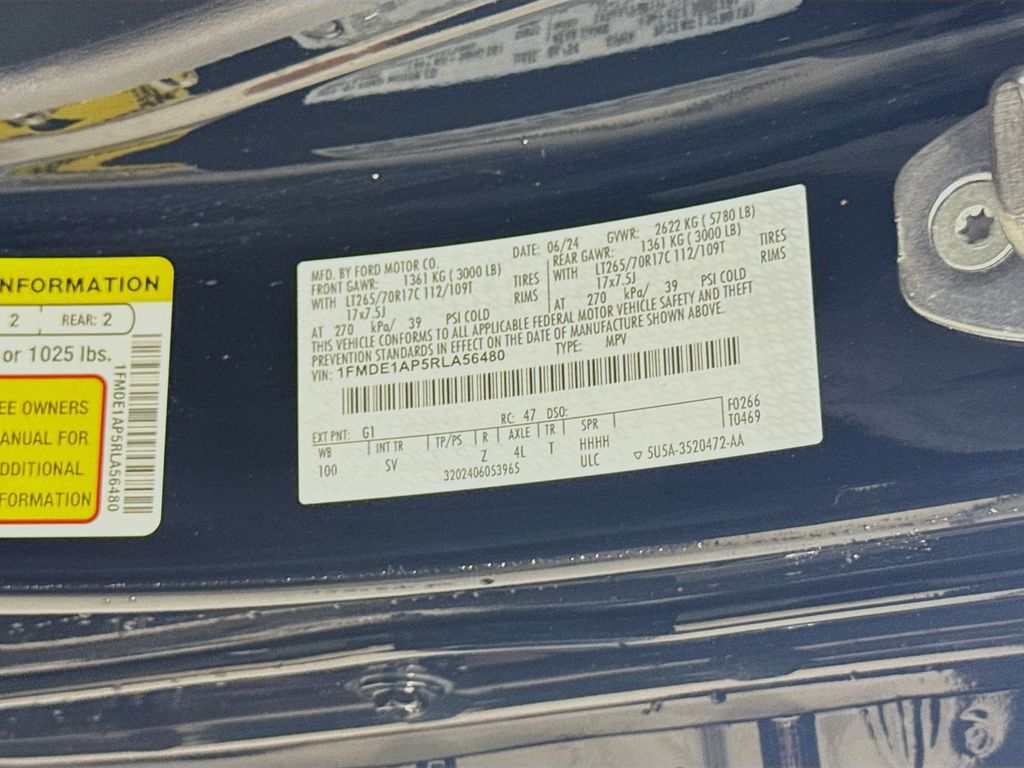 INFORMATION
2 REAR: 2
or 1025 lbs.
OWNERS
MANUAL FOR
ADDITIONAL
INFORMATION
1FMDE1AP5RLA56480
MFD. BY FORD MOTOR CO. DATE: 06/24 GVWR: 2622 KG ( 5780 LB)
FRONT GAWR: 1361 KG ( 3000 LB) REAR GAWR: 1361 KG ( 3000 LB)
WITH LT265/70R17C 112/109T TIRES WITH LT265/70R17C 112/109T TIRES
17x7.5J RIMS 17x7.5J RIMS
AT 270 kPa/ 39 PSI COLD AT 270 kPa/ 39 PSI COLD
THIS VEHICLE CONFORMS TO ALL APPLICABLE FEDERAL MOTOR VEHICLE SAFETY AND THEFT
PREVENTION STANDARDS IN EFFECT ON THE DATE OF MANUFACTURE SHOWN ABOVE.
VIN: 1FMDE1AP5RLA56480 TYPE: MPV
EXT PNT: G1 RC: 47 DSO: F0266
WB INT TR TP/PS R AXLE TR SPR T0469
100 SV Z 4L T HHHH
3202406053965 ULC ▽ SU5A-3520472-AA